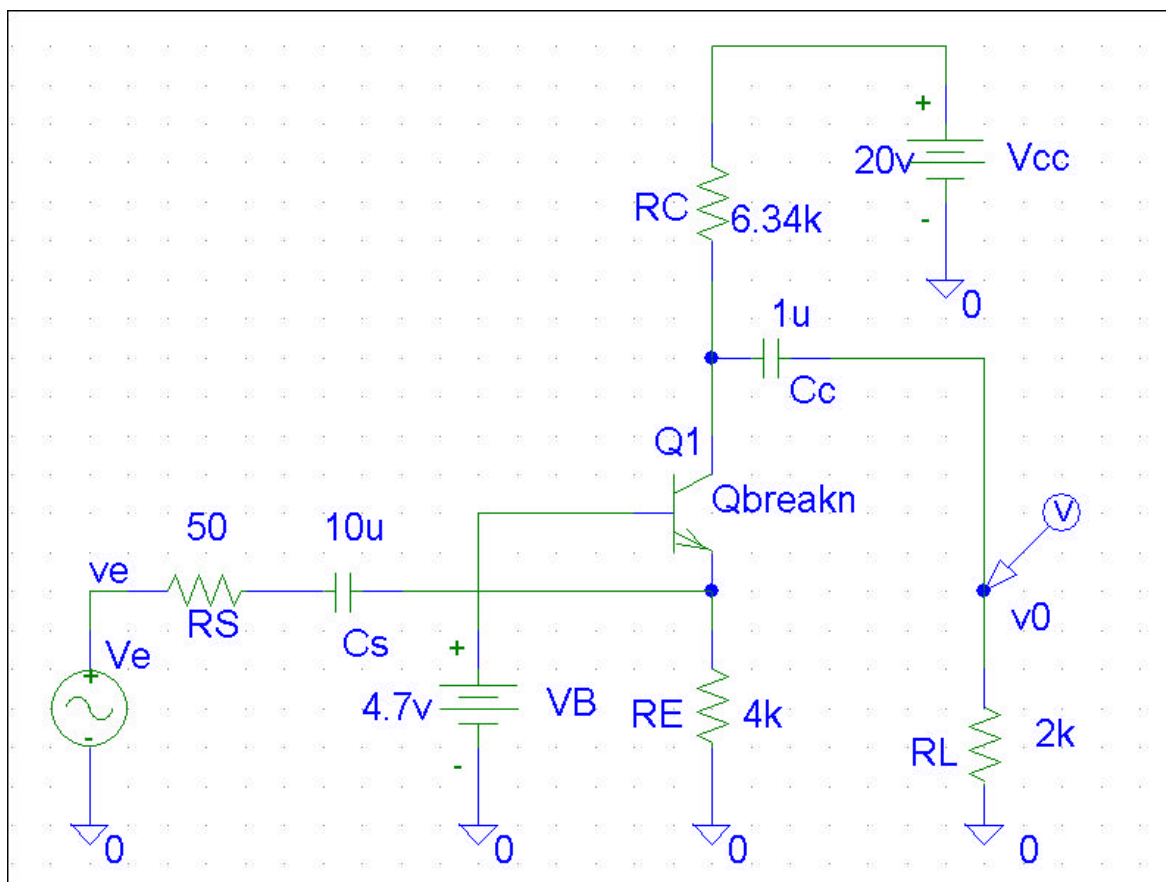 +
20v
Vcc
-
0
RC
6.34k
1u
Cc
Q1
Qbreakn
50
10u
ve
RS
Cs
V
v0
Ve
+
-
0
+
4.7v
VB
-
0
RE
4k
0
RL
2k
0